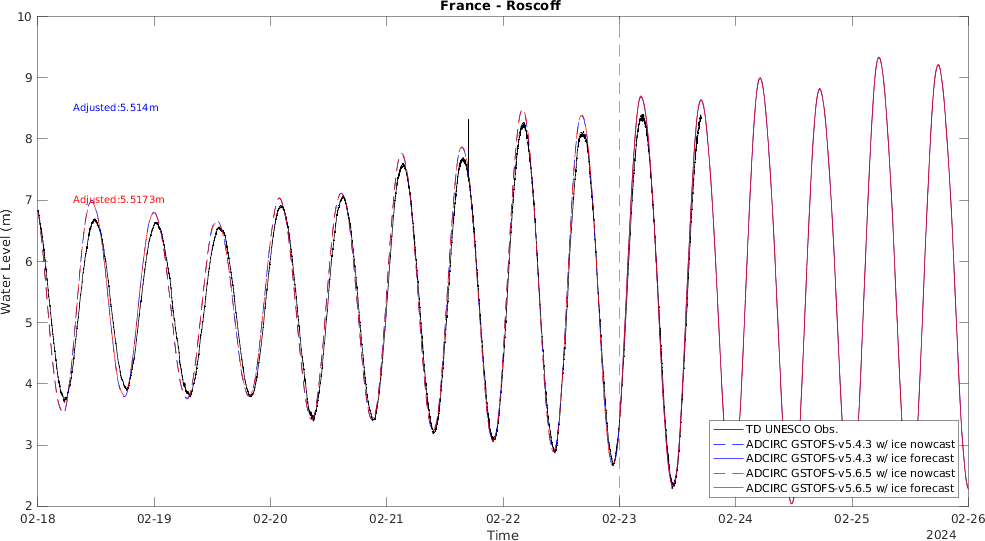 France - Roscoff
10
9
8
7
6
5
4
3
2
Water Level (m)
Adjusted:5.514m
Adjusted:5.5173m
TD UNESCO Obs.
ADCIRC GSTOFS-v5.4.3 w/ ice nowcast
ADCIRC GSTOFS-v5.4.3 w/ ice forecast
ADCIRC GSTOFS-v5.6.5 w/ ice nowcast
ADCIRC GSTOFS-v5.6.5 w/ ice forecast
02-18 02-19 02-20 02-21 02-22 02-23 02-24 02-25 02-26
Time
2024